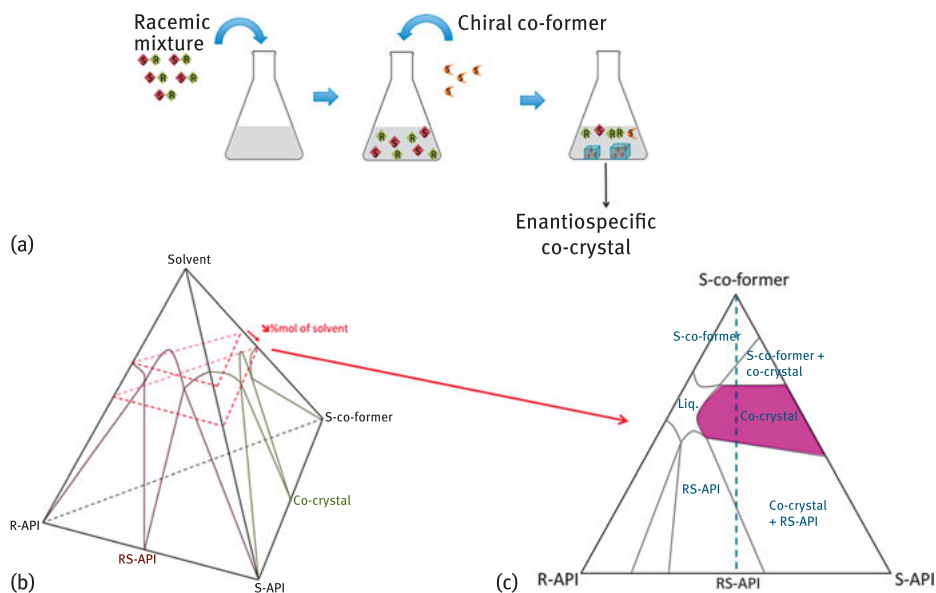 Racemic
mixture
Chiral co-former
S R S R
S R S R
S R
S
S S
S
R S
S R R
S R S R
R S R R S
Enantiospecific
co-crystal
(a)
Solvent
↘%mol of solvent
S-co-former
Co-crystal
R-API
RS-API
S-API
(b)
S-co-former
S-co-former
S-co-former +
co-crystal
Liq.
Co-crystal
RS-API
Co-crystal
+ RS-API
R-API
RS-API
S-API
(c)